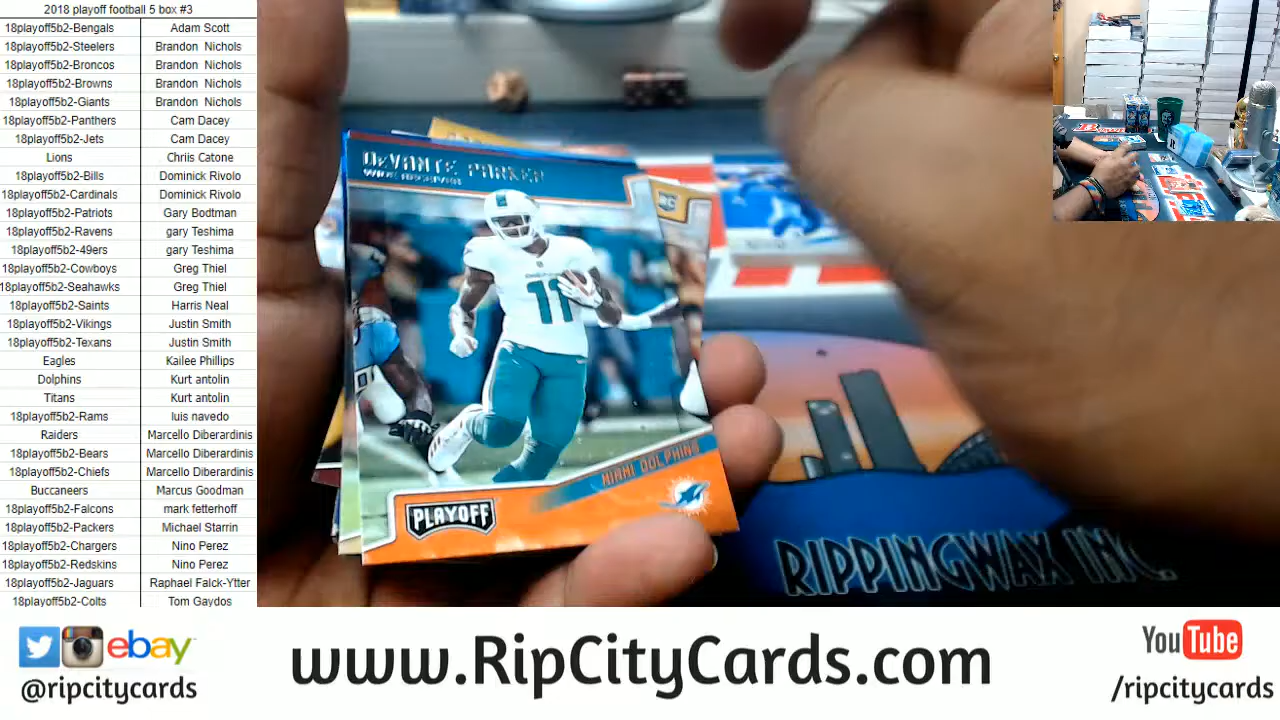 2018 playoff football 5 box #3
18playoff5b2-Bengals Adam Scott
18playoff5b2-Steelers Brandon Nichols
18playoff5b2-Broncos Brandon Nichols
18playoff5b2-Browns Brandon Nichols
18playoff5b2-Giants Brandon Nichols
18playoff5b2-Panthers Cam Dacey
18playoff5b2-Jets Cam Dacey
Lions Chriis Catone
18playoff5b2-Bills Dominick Rivolo
18playoff5b2-Cardinals Dominick Rivolo
18playoff5b2-Patriots Gary Bodtman
18playoff5b2-Ravens gary Teshima
18playoff5b2-49ers gary Teshima
18playoff5b2-Cowboys Greg Thiel
18playoff5b2-Seahawks Greg Thiel
18playoff5b2-Saints Harris Neal
18playoff5b2-Vikings Justin Smith
18playoff5b2-Texans Justin Smith
Eagles Kailee Phillips
Dolphins Kurt antolin
Titans Kurt antolin
18playoff5b2-Rams luis navedo
Raiders Marcello Diberardinis
18playoff5b2-Bears Marcello Diberardinis
18playoff5b2-Chiefs Marcello Diberardinis
Buccaneers Marcus Goodman
18playoff5b2-Falcons mark fetterhoff
18playoff5b2-Packers Michael Starrin
18playoff5b2-Chargers Nino Perez
18playoff5b2-Redskins Nino Perez
18playoff5b2-Jaguars Raphael Falck-Ytter
18playoff5b2-Colts Tom Gaydos
DeVANTE PARKER
WIDE RECEIVER
RC
11
MIAMI DOLPHINS
PLAYOFF
RIPPINGWAX INC.
ebay
@ripcitycards
www.RipCityCards.com
YouTube
/ripcitycards